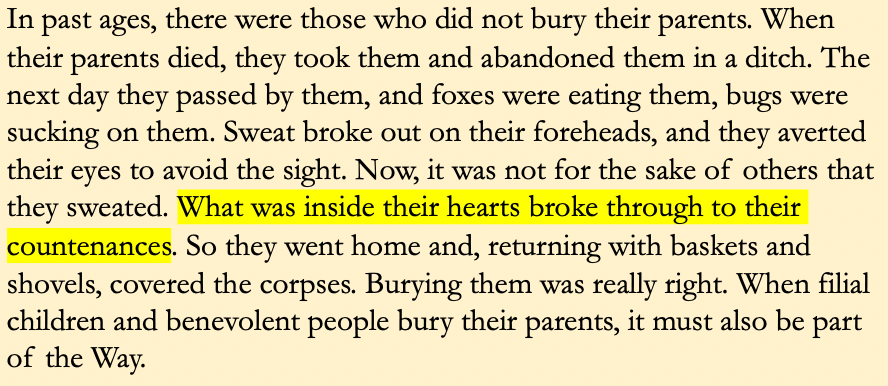 In past ages, there were those who did not bury their parents. When
their parents died, they took them and abandoned them in a ditch. The
next day they passed by them, and foxes were eating them, bugs were
sucking on them. Sweat broke out on their foreheads, and they averted
their eyes to avoid the sight. Now, it was not for the sake of others that
they sweated. What was inside their hearts broke through to their
countenances. So they went home and, returning with baskets and
shovels, covered the corpses. Burying them was really right. When filial
children and benevolent people bury their parents, it must also be part
of the Way.